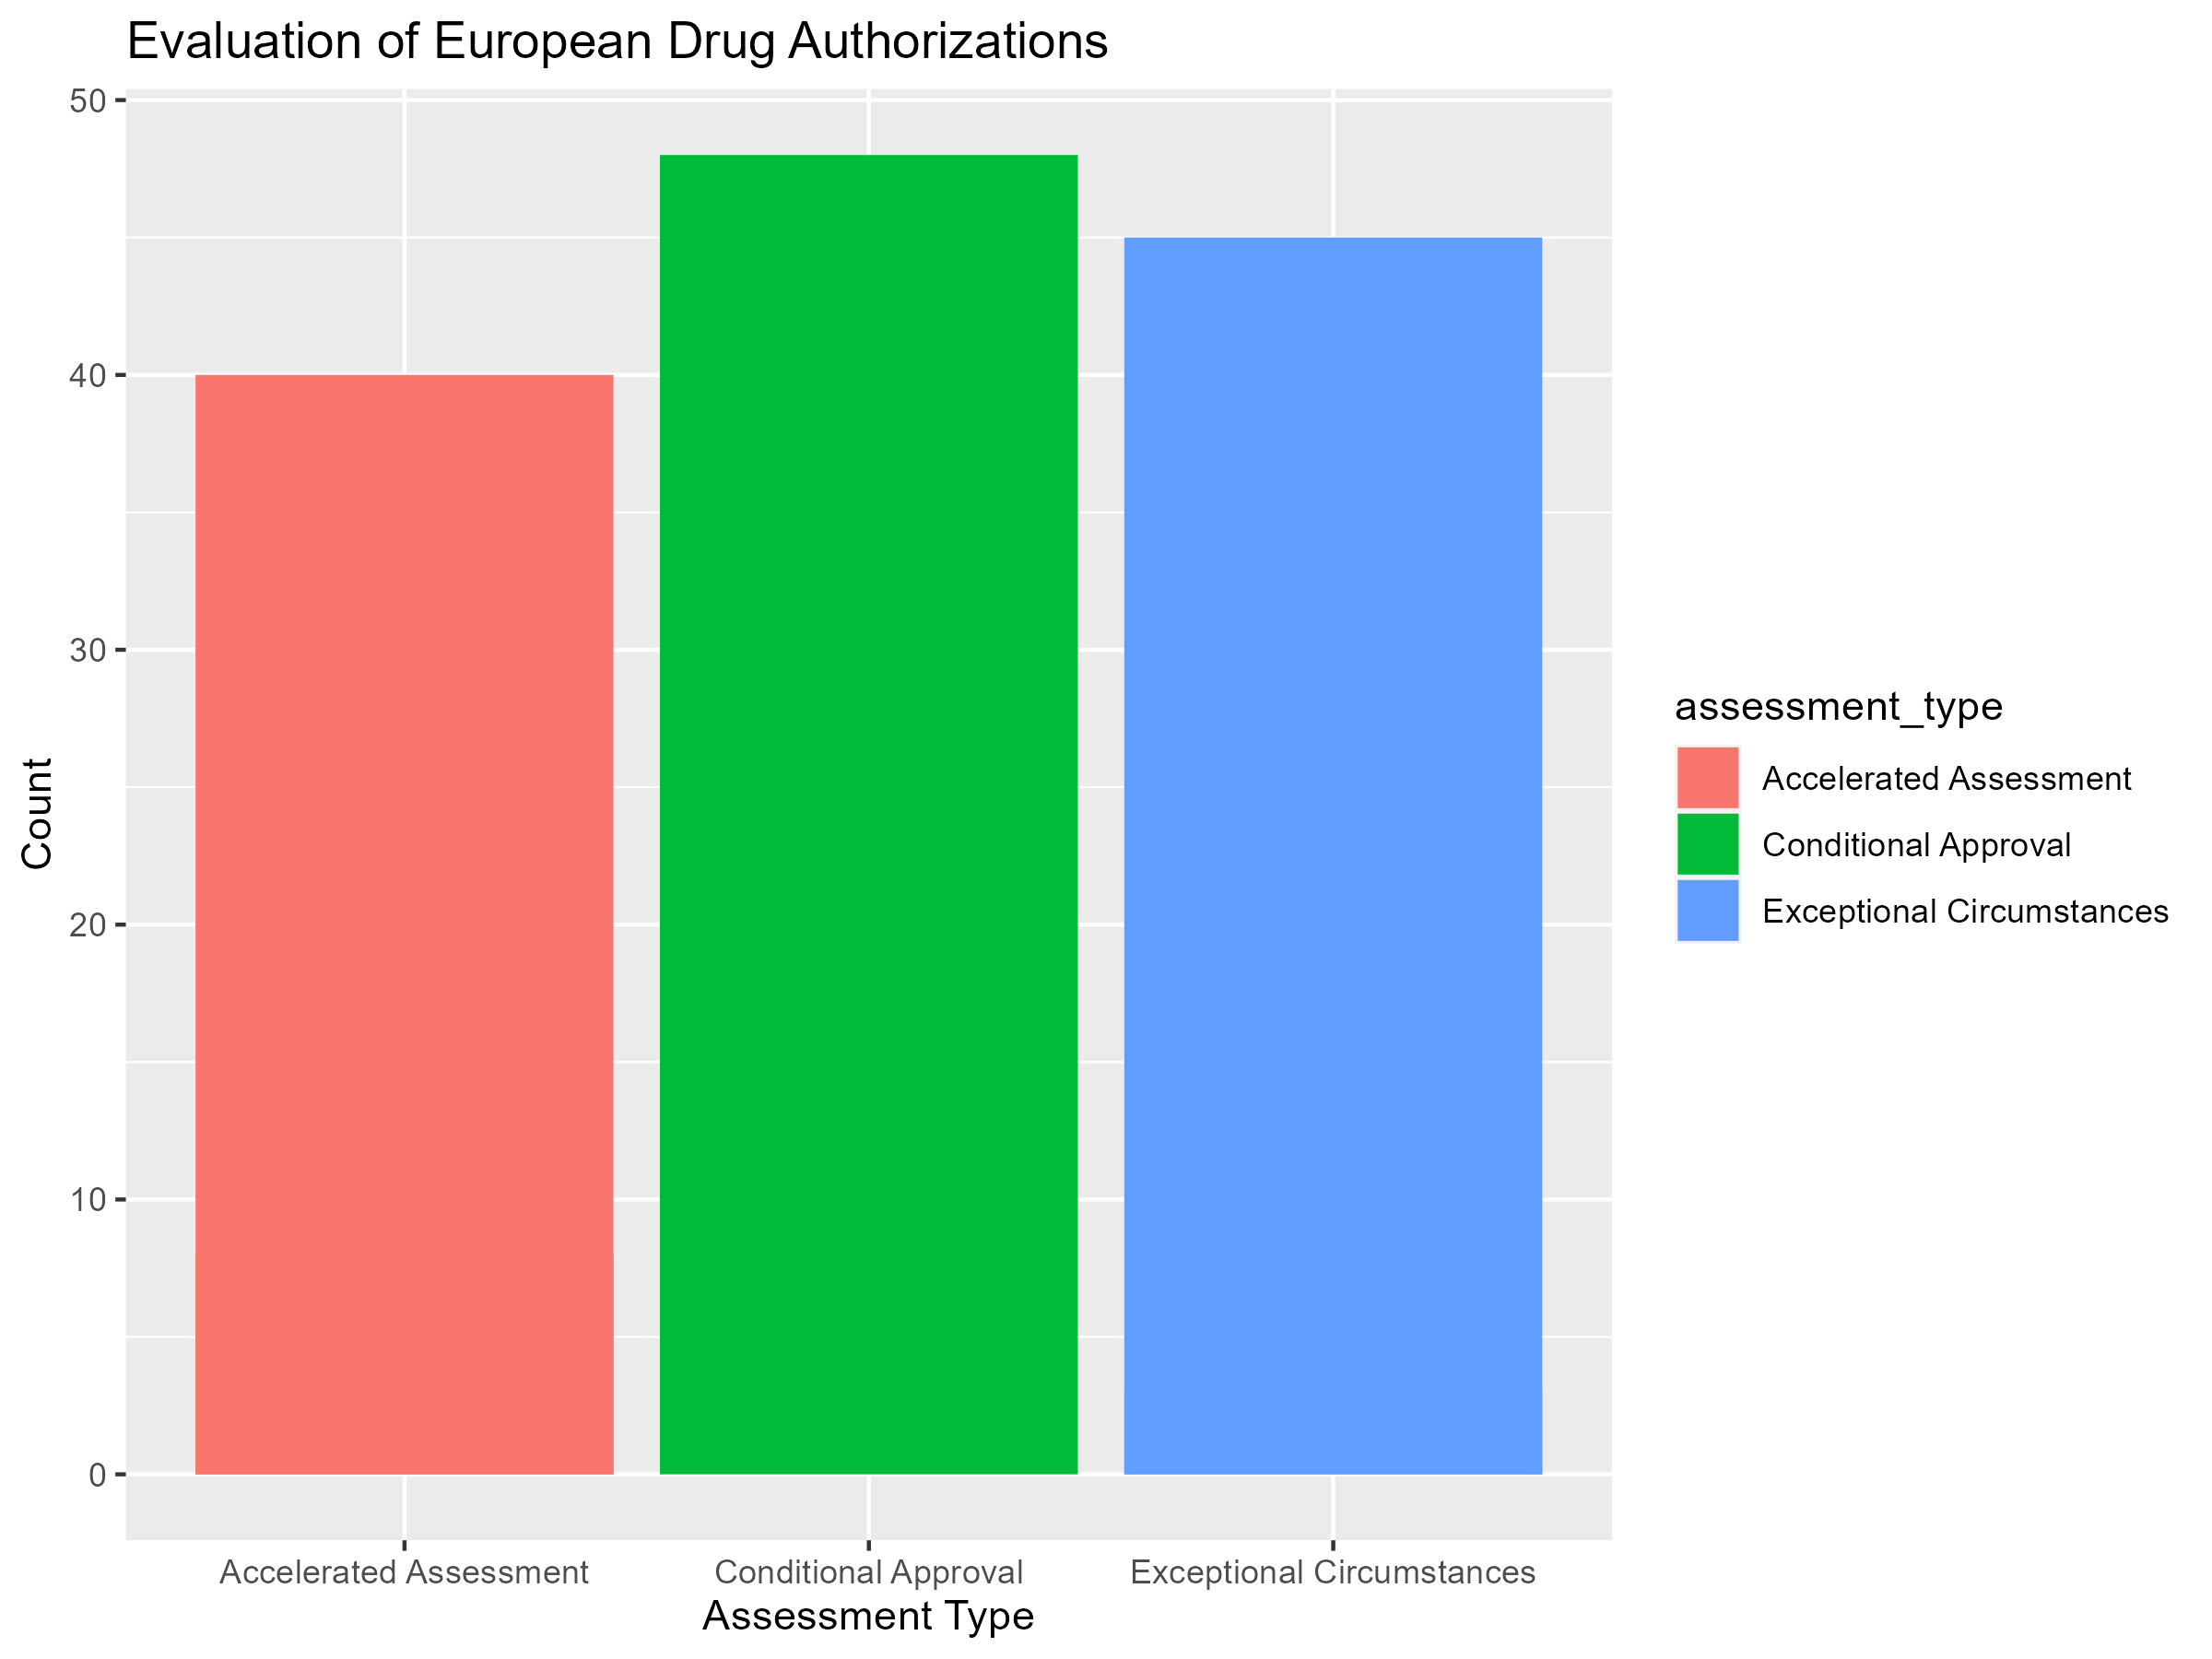 Evaluation of European Drug Authorizations
50
40
30
20
10
0
Count
Accelerated Assessment
Conditional Approval
Exceptional Circumstances
Assessment Type
assessment_type
Accelerated Assessment
Conditional Approval
Exceptional Circumstances